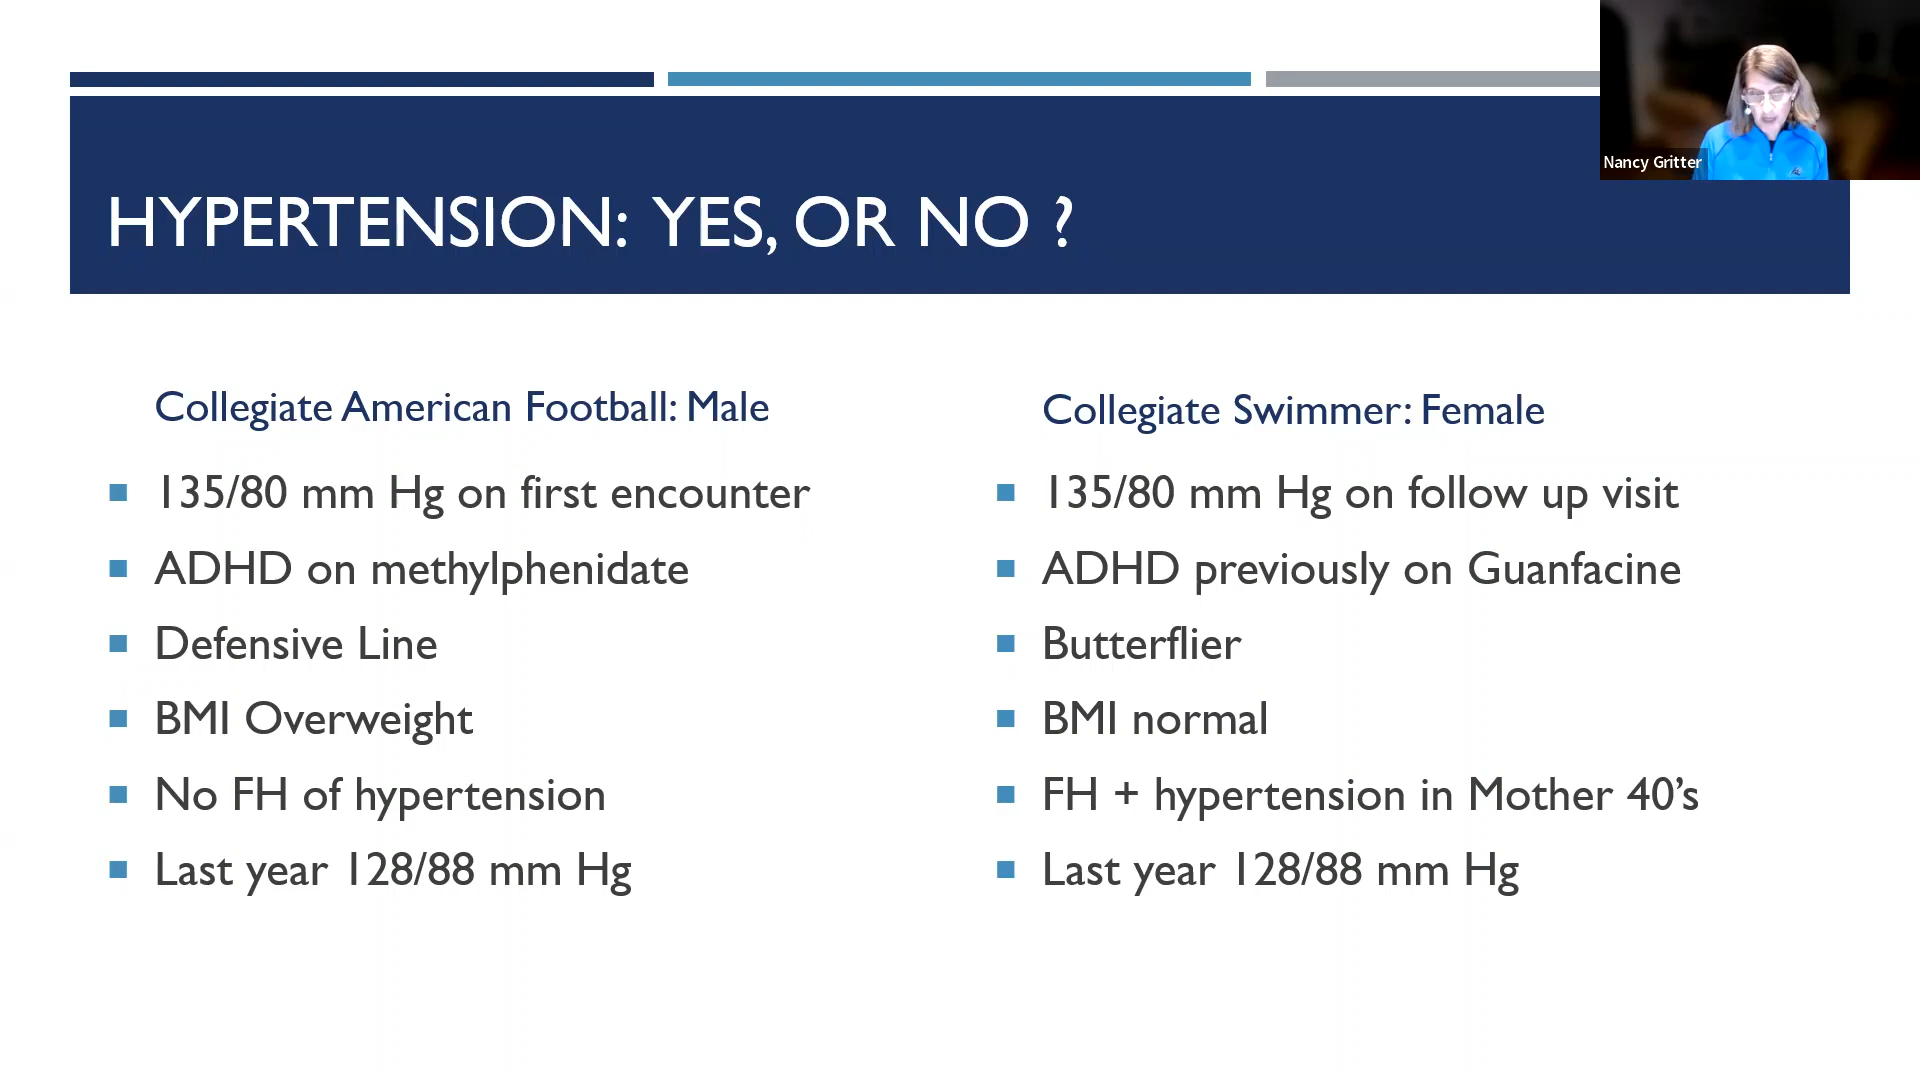 Nancy Gritter
HYPERTENSION: YES, OR NO ?
Collegiate American Football: Male
135/80 mm Hg on first encounter
ADHD on methylphenidate
Defensive Line
BMI Overweight
No FH of hypertension
Last year 128/88 mm Hg
Collegiate Swimmer: Female
135/80 mm Hg on follow up visit
ADHD previously on Guanfacine
Butterflier
BMI normal
FH + hypertension in Mother 40’s
Last year 128/88 mm Hg